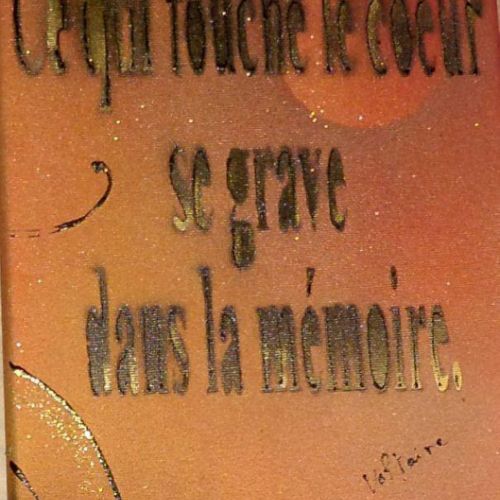 Ce qui touche le coeur
se grave
dans la mémoire.
Voltaire